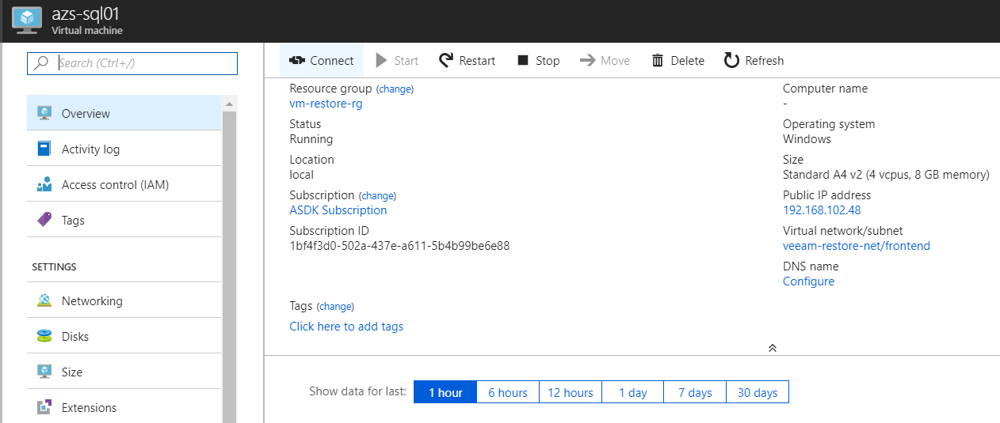 azs-sql01
Virtual machine
Search (Ctrl+/)
Overview
Activity log
Access control (IAM)
Tags
SETTINGS
Networking
Disks
Size
Extensions
Connect
Start
Restart
Stop
Move
Delete
Refresh
Resource group (change)
vm-restore-rg
Status
Running
Location
local
Subscription (change)
ASDK Subscription
Subscription ID
1bf4f3d0-502a-437e-a611-5b4b99be6e88
Computer name
-
Operating system
Windows
Size
Standard A4 v2 (4 vcpus, 8 GB memory)
Public IP address
192.168.102.48
Virtual network/subnet
veeam-restore-net/frontend
DNS name
Configure
Tags (change)
Click here to add tags
Show data for last:
1 hour
6 hours
12 hours
1 day
7 days
30 days